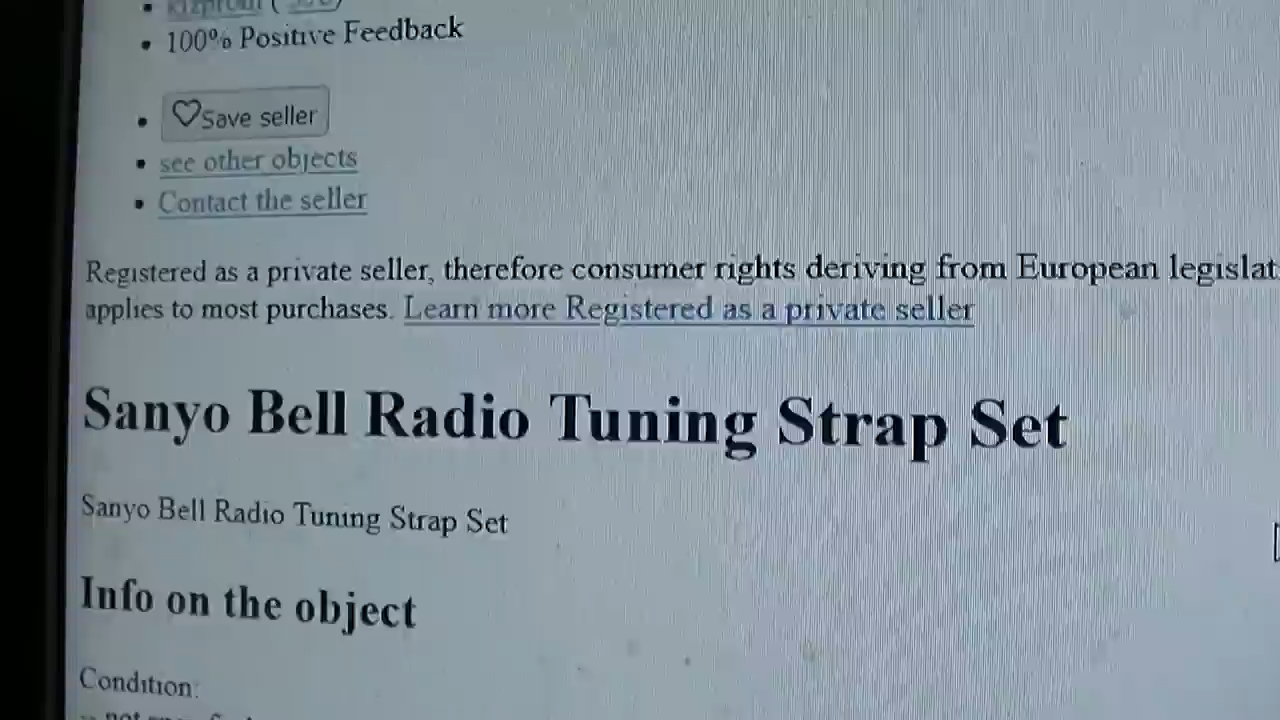 100% Positive Feedback
Save seller
see other objects
Contact the seller
Registered as a private seller, therefore consumer rights deriving from European legislat
applies to most purchases. Learn more Registered as a private seller
Sanyo Bell Radio Tuning Strap Set
Sanyo Bell Radio Tuning Strap Set
Info on the object
Condition: